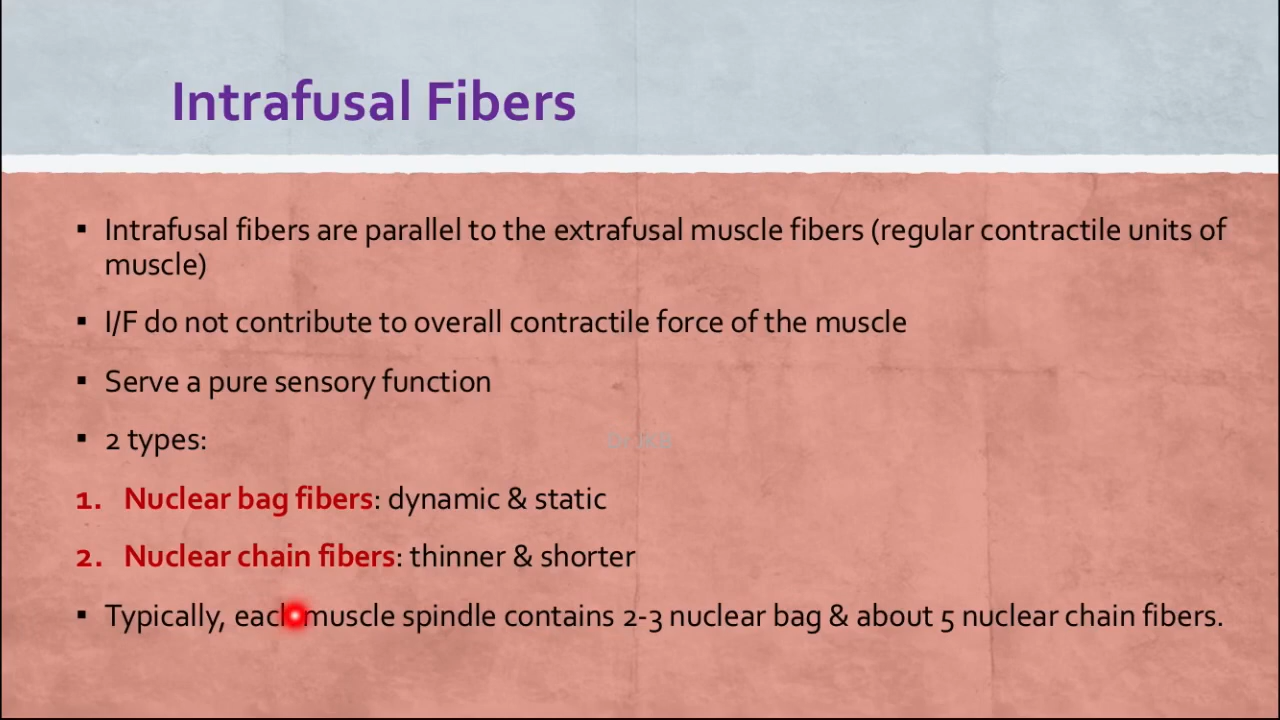 Intrafusal Fibers
▪ Intrafusal fibers are parallel to the extrafusal muscle fibers (regular contractile units of
muscle)
▪ I/F do not contribute to overall contractile force of the muscle
▪ Serve a pure sensory function
▪ 2 types:
1. Nuclear bag fibers: dynamic & static
2. Nuclear chain fibers: thinner & shorter
▪ Typically, each muscle spindle contains 2-3 nuclear bag & about 5 nuclear chain fibers.